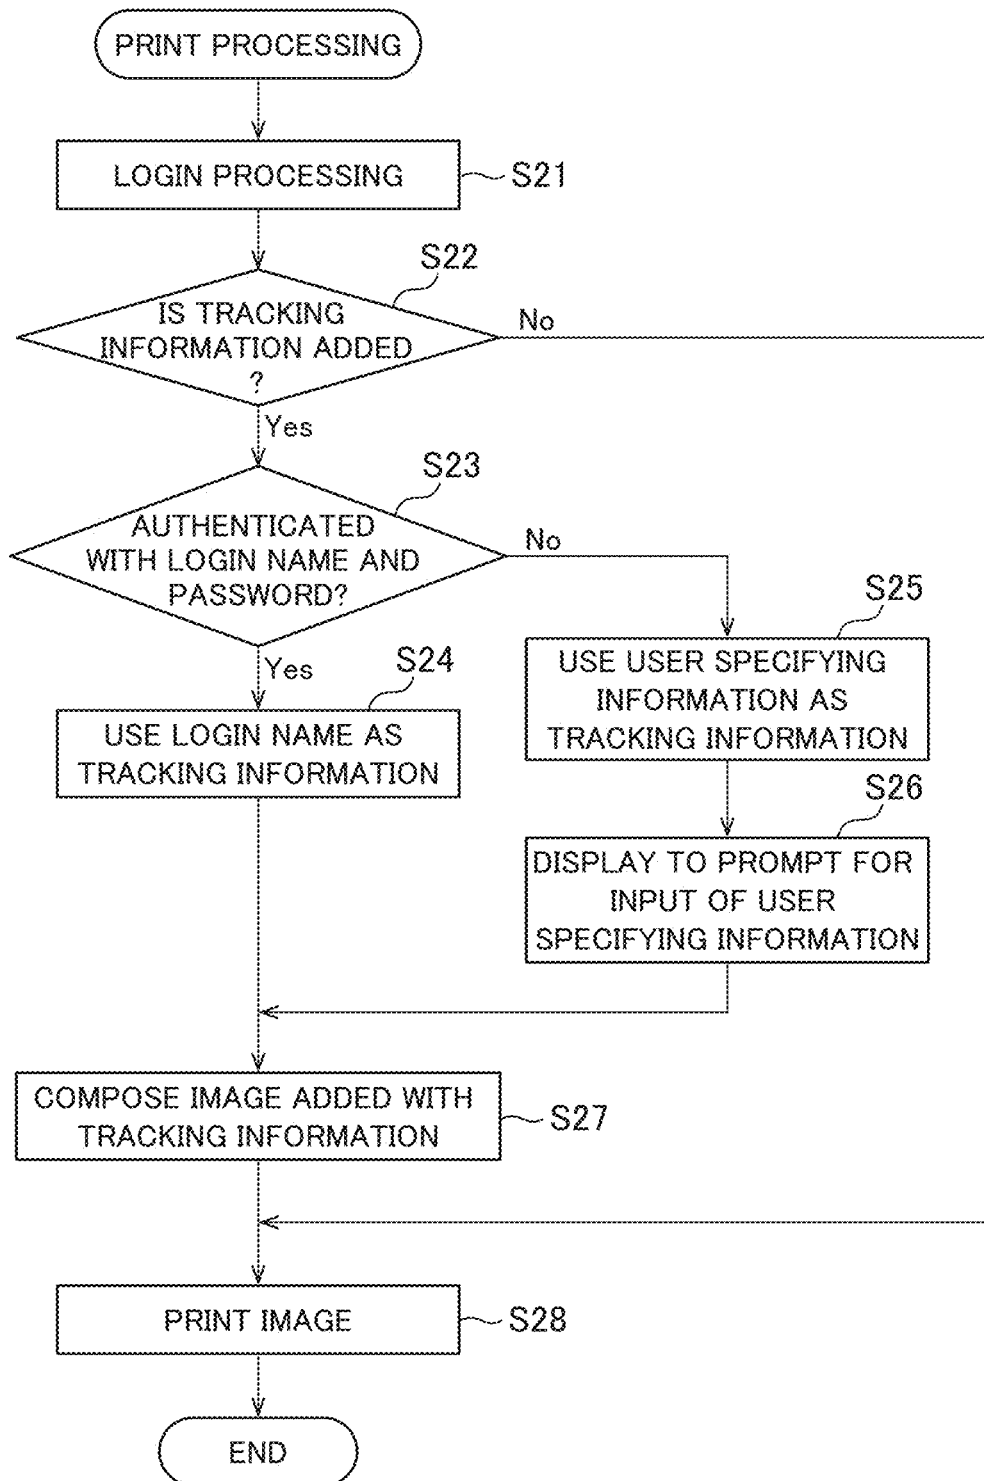 PRINT PROCESSING
LOGIN PROCESSING
S21
S22
IS TRACKING
INFORMATION ADDED
?
No
Yes
S23
AUTHENTICATED
WITH LOGIN NAME AND
PASSWORD?
No
Yes
S24
USE LOGIN NAME AS
TRACKING INFORMATION
S25
USE USER SPECIFYING
INFORMATION AS
TRACKING INFORMATION
S26
DISPLAY TO PROMPT FOR
INPUT OF USER
SPECIFYING INFORMATION
COMPOSE IMAGE ADDED WITH
TRACKING INFORMATION
S27
PRINT IMAGE
S28
END